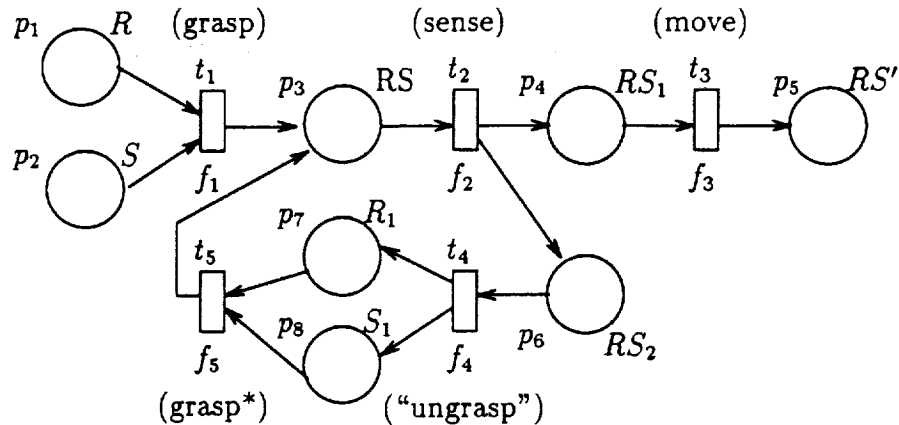 p₁ R (grasp) (sense) (move)
t₁ p₃ RS t₂ p₄ RS₁ t₃ p₅ RS′
p₂ S f₁ f₂ f₃
p₇ R₁
t₅ t₄
p₈ S₁ p₆ RS₂
f₅ f₄
(grasp*) (“ungrasp”)